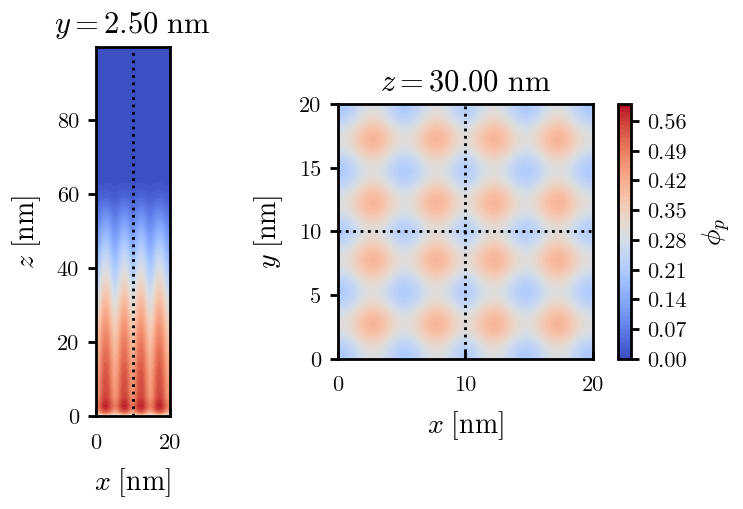 y = 2.50 nm
80
60
40
20
0
z [nm]
0 20
x [nm]
z = 30.00 nm
20
15
10
5
0
y [nm]
0 10 20
x [nm]
0.56
0.49
0.42
0.35
0.28
0.21
0.14
0.07
0.00
ϕp